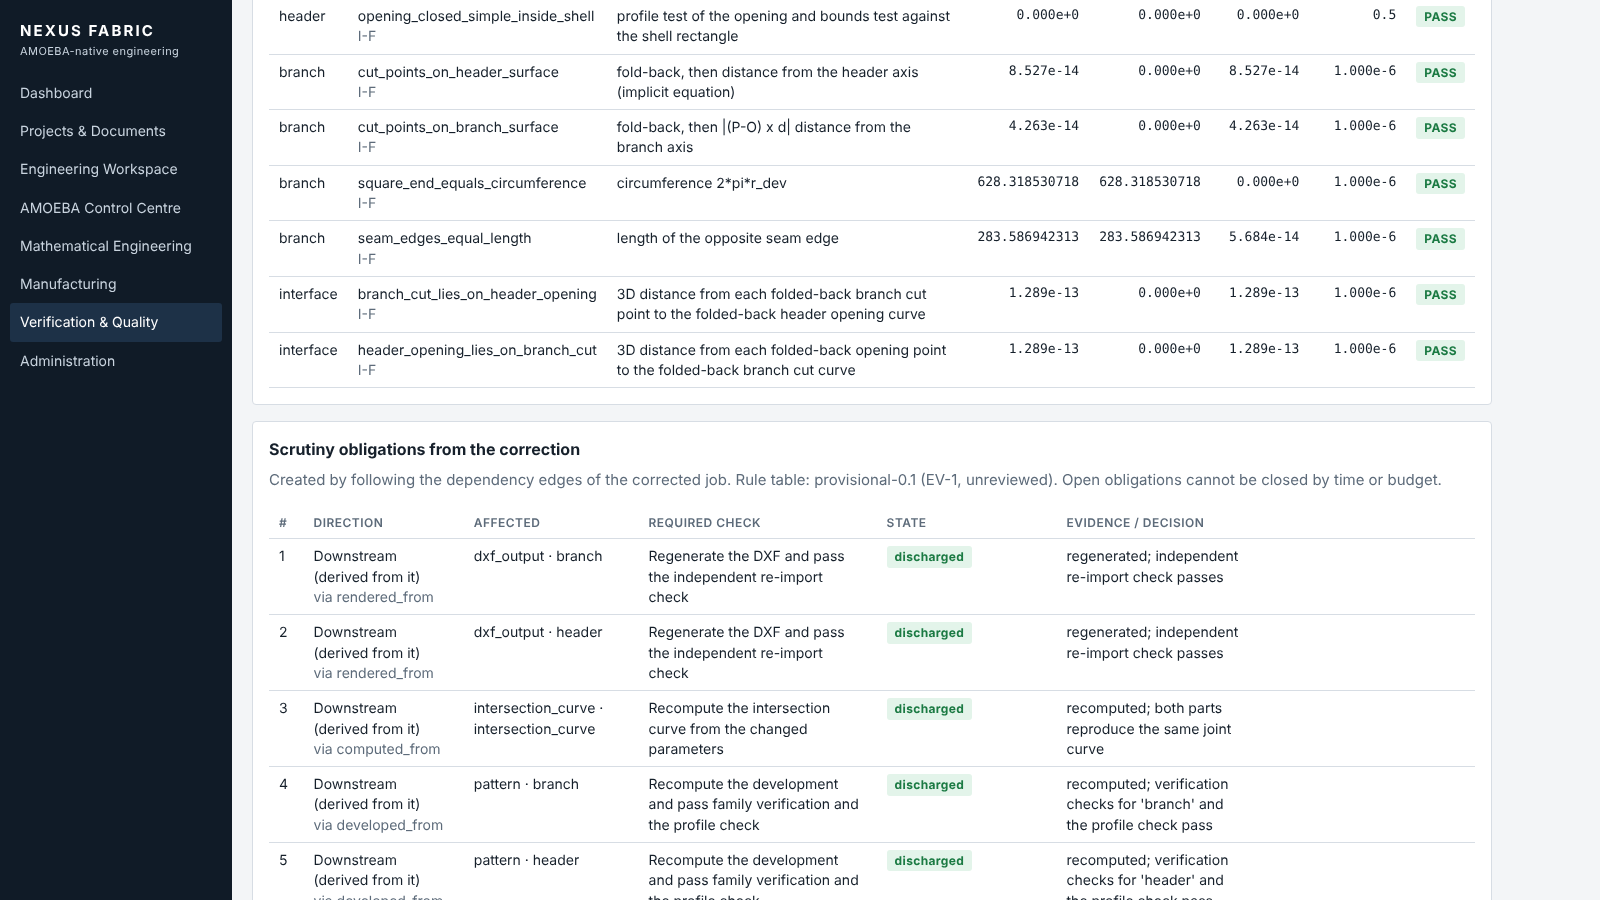 NEXUS FABRIC
AMOEBA-native engineering
Dashboard
Projects & Documents
Engineering Workspace
AMOEBA Control Centre
Mathematical Engineering
Manufacturing
Verification & Quality
Administration
header opening_closed_simple_inside_shell profile test of the opening and bounds test against 0.000e+0 0.000e+0 0.000e+0 0.5 PASS
I-F the shell rectangle
branch cut_points_on_header_surface fold-back, then distance from the header axis 8.527e-14 0.000e+0 8.527e-14 1.000e-6 PASS
I-F (implicit equation)
branch cut_points_on_branch_surface fold-back, then |(P-O) x d| distance from the 4.263e-14 0.000e+0 4.263e-14 1.000e-6 PASS
I-F branch axis
branch square_end_equals_circumference circumference 2*pi*r_dev 628.318530718 628.318530718 0.000e+0 1.000e-6 PASS
I-F
branch seam_edges_equal_length length of the opposite seam edge 283.586942313 283.586942313 5.684e-14 1.000e-6 PASS
I-F
interface branch_cut_lies_on_header_opening 3D distance from each folded-back branch cut 1.289e-13 0.000e+0 1.289e-13 1.000e-6 PASS
I-F point to the folded-back header opening curve
interface header_opening_lies_on_branch_cut 3D distance from each folded-back opening point 1.289e-13 0.000e+0 1.289e-13 1.000e-6 PASS
I-F to the folded-back branch cut curve
Scrutiny obligations from the correction
Created by following the dependency edges of the corrected job. Rule table: provisional-0.1 (EV-1, unreviewed). Open obligations cannot be closed by time or budget.
# DIRECTION AFFECTED REQUIRED CHECK STATE EVIDENCE / DECISION
1 Downstream dxf_output · branch Regenerate the DXF and pass discharged regenerated; independent
(derived from it) the independent re-import re-import check passes
via rendered_from check
2 Downstream dxf_output · header Regenerate the DXF and pass discharged regenerated; independent
(derived from it) the independent re-import re-import check passes
via rendered_from check
3 Downstream intersection_curve · Recompute the intersection discharged recomputed; both parts
(derived from it) intersection_curve curve from the changed reproduce the same joint
via computed_from parameters curve
4 Downstream pattern · branch Recompute the development discharged recomputed; verification
(derived from it) and pass family verification and checks for 'branch' and
via developed_from the profile check the profile check pass
5 Downstream pattern · header Recompute the development discharged recomputed; verification
(derived from it) and pass family verification and checks for 'header' and
via developed_from the profile check the profile check pass